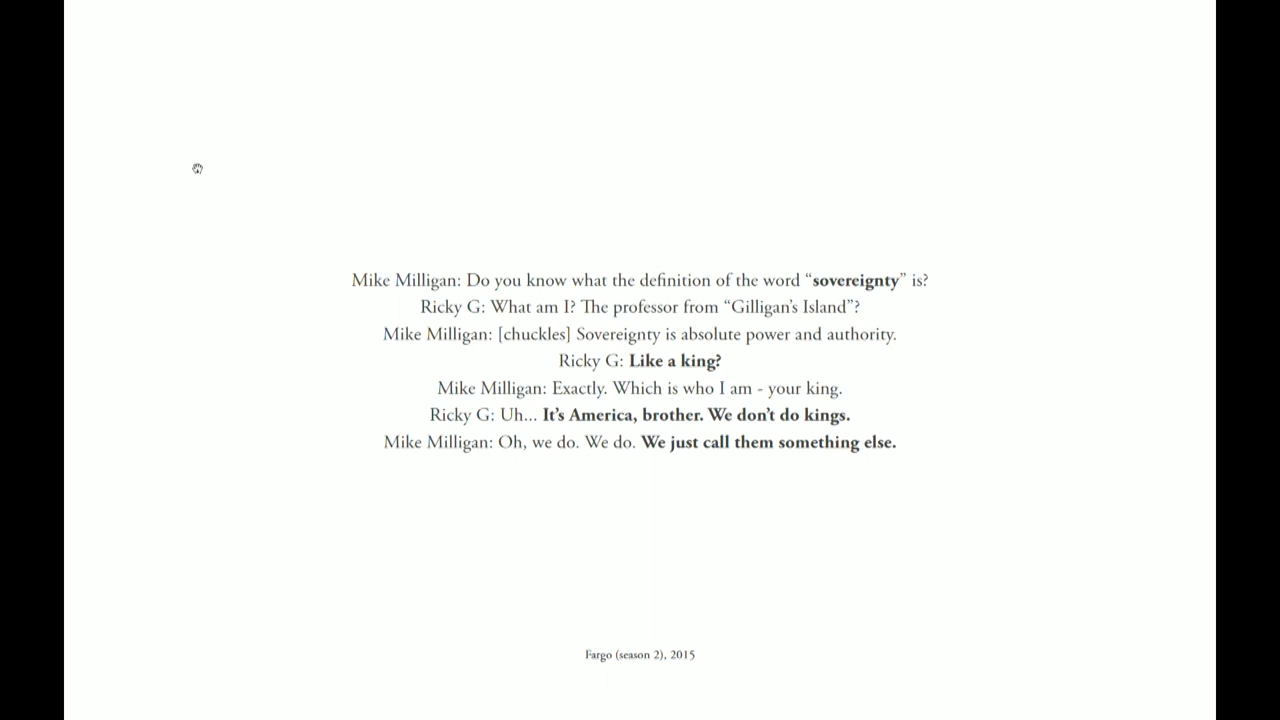 Mike Milligan: Do you know what the definition of the word “sovereignty” is?
Ricky G: What am I? The professor from “Gilligan’s Island”?
Mike Milligan: [chuckles] Sovereignty is absolute power and authority.
Ricky G: Like a king?
Mike Milligan: Exactly. Which is who I am - your king.
Ricky G: Uh... It’s America, brother. We don’t do kings.
Mike Milligan: Oh, we do. We do. We just call them something else.
Fargo (season 2), 2015